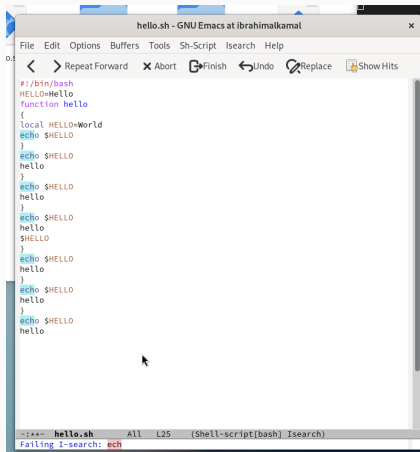 hello.sh - GNU Emacs at ibrahimalkamal
File Edit Options Buffers Tools Sh-Script Isearch Help
Repeat Forward Abort Finish Undo Replace Show Hits
#!/bin/bash
HELLO=Hello
function hello
{
local HELLO=World
echo $HELLO
}
echo $HELLO
hello
}
echo $HELLO
hello
}
echo $HELLO
hello
$HELLO
}
echo $HELLO
hello
}
echo $HELLO
hello
}
echo $HELLO
hello
-:**- hello.sh All L25 (Shell-script[bash] Isearch)
Failing I-search: ech